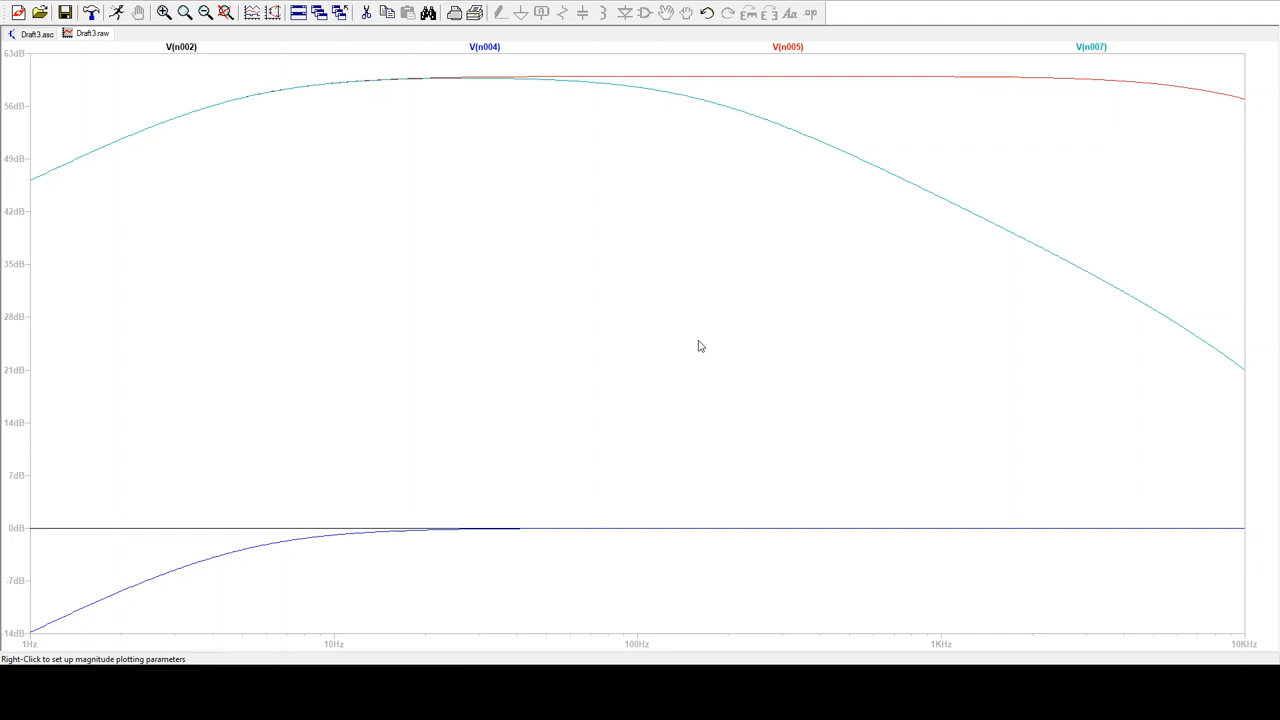 Draft3.asc Draft3.raw
V(n002) V(n004) V(n005) V(n007)
63dB
56dB
49dB
42dB
35dB
28dB
21dB
14dB
7dB
0dB
-7dB
-14dB
1Hz 10Hz 100Hz 1KHz 10KHz
Right-Click to set up magnitude plotting parameters